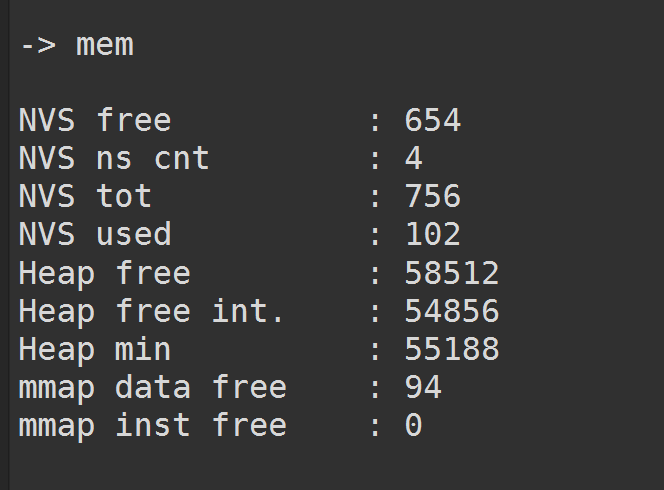 -> mem
NVS free : 654
NVS ns cnt : 4
NVS tot : 756
NVS used : 102
Heap free : 58512
Heap free int. : 54856
Heap min : 55188
mmap data free : 94
mmap inst free : 0